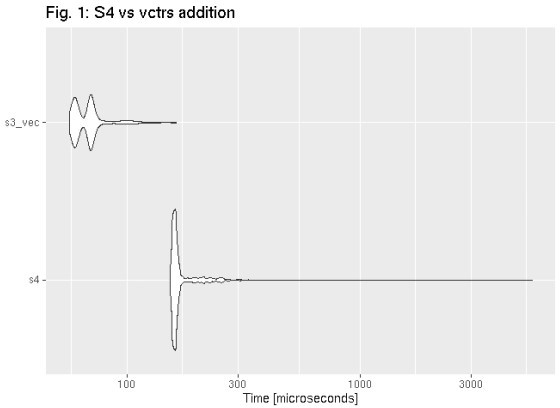 Fig. 1: S4 vs vctrs addition
s3_vec
s4
100 300 1000 3000
Time [microseconds]